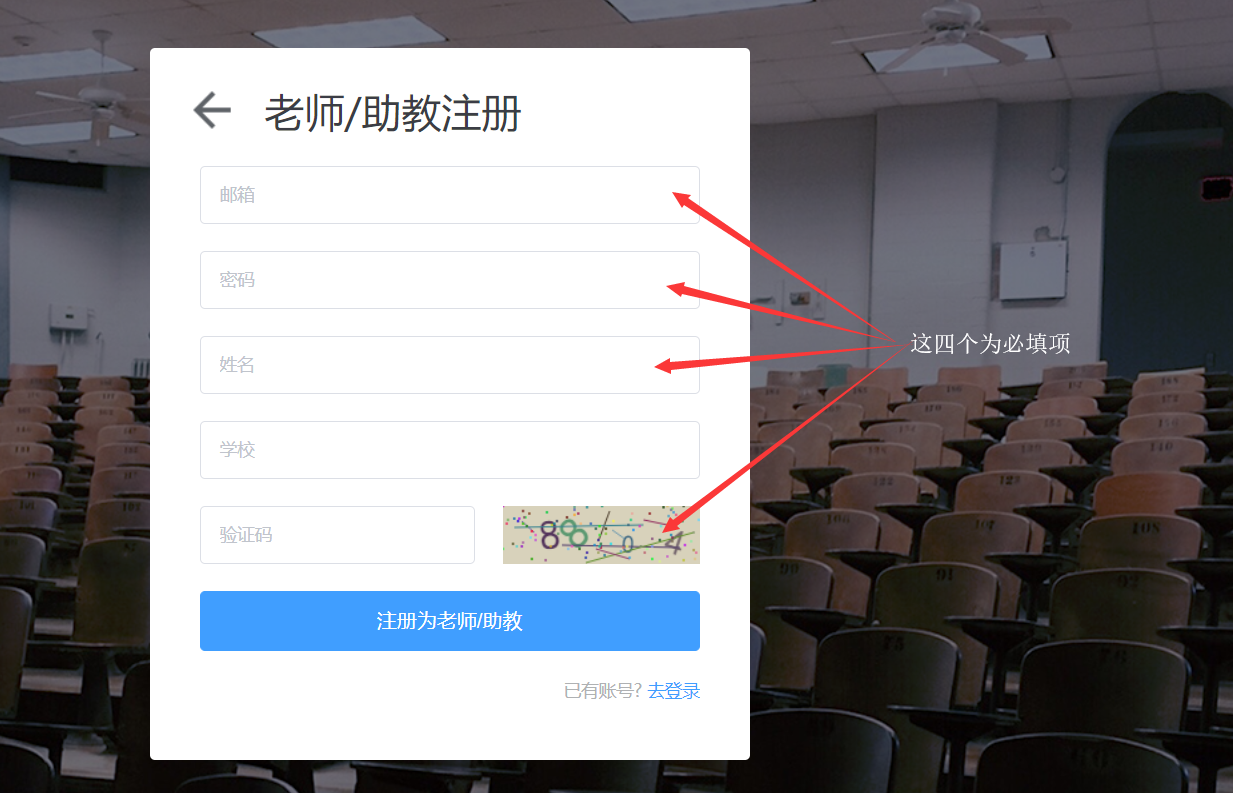 老师/助教注册
邮箱
密码
这四个为必填项
姓名
学校
验证码
注册为老师/助教
已有账号? 去登录